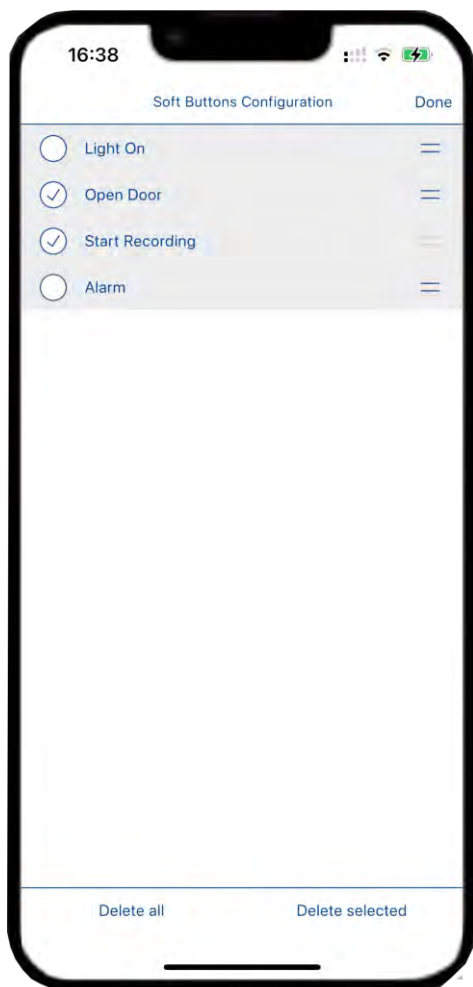 16:38
Soft Buttons Configuration Done
Light On
Open Door
Start Recording
Alarm
Delete all Delete selected